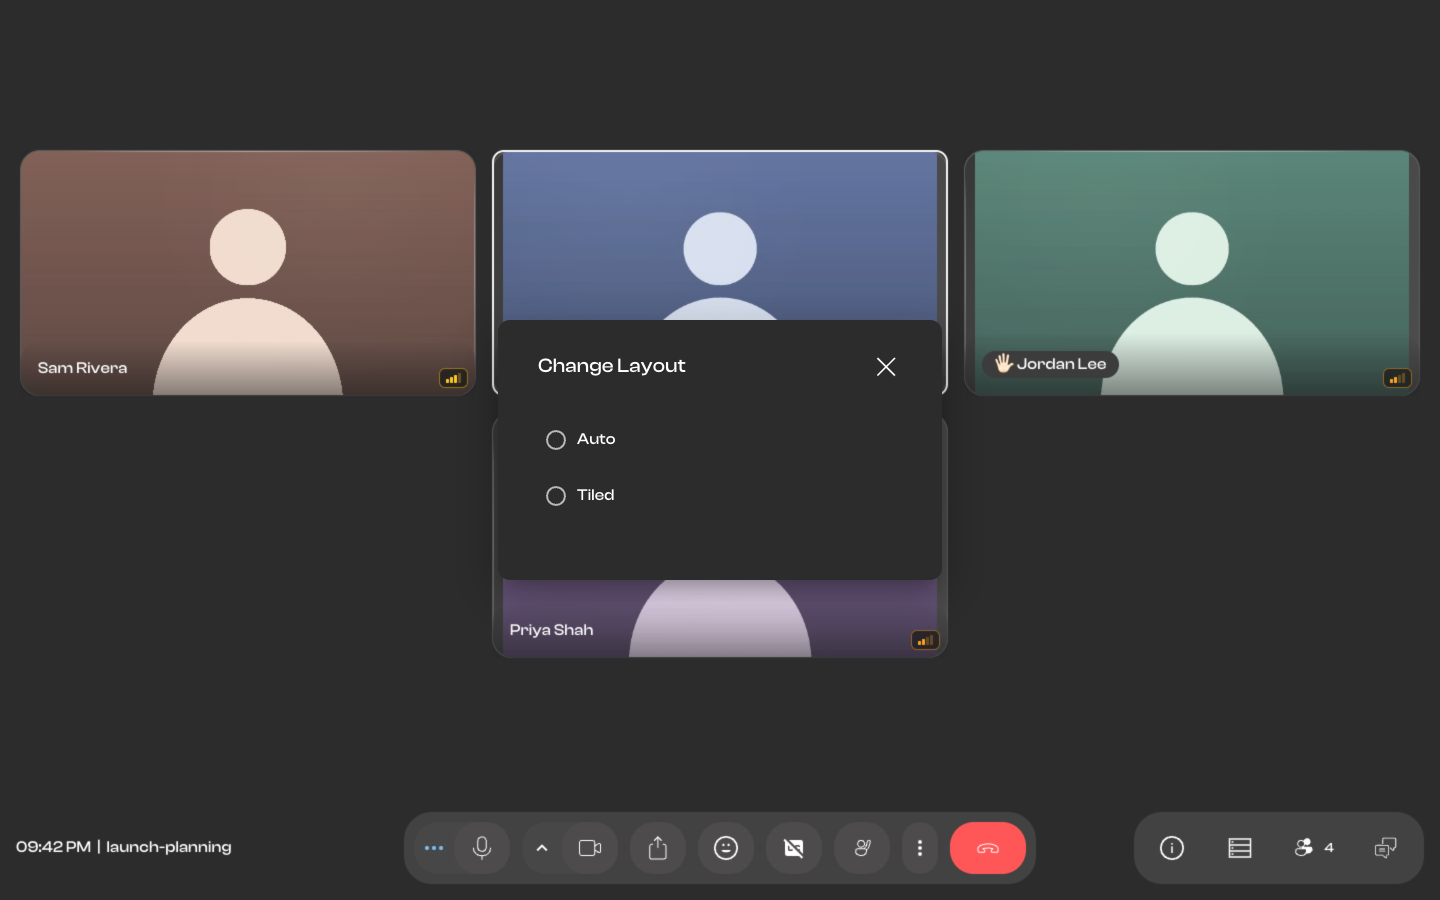 Sam Rivera
Jordan Lee
Change Layout
Auto
Tiled
Priya Shah
09:42 PM | launch-planning
4